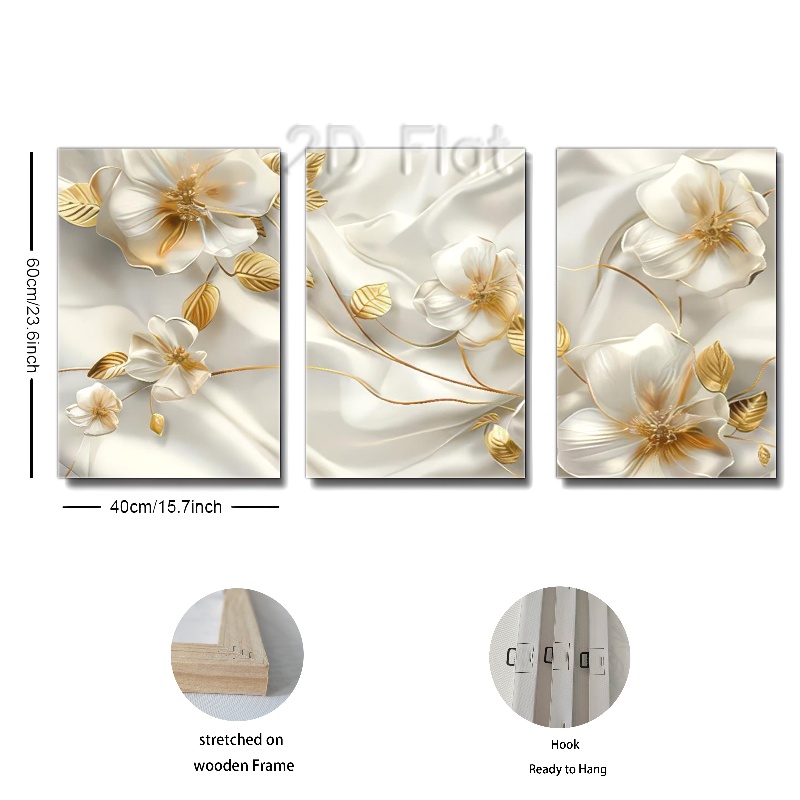 2D Flat
60cm/23.6inch
40cm/15.7inch
stretched on
wooden Frame
Hook
Ready to Hang